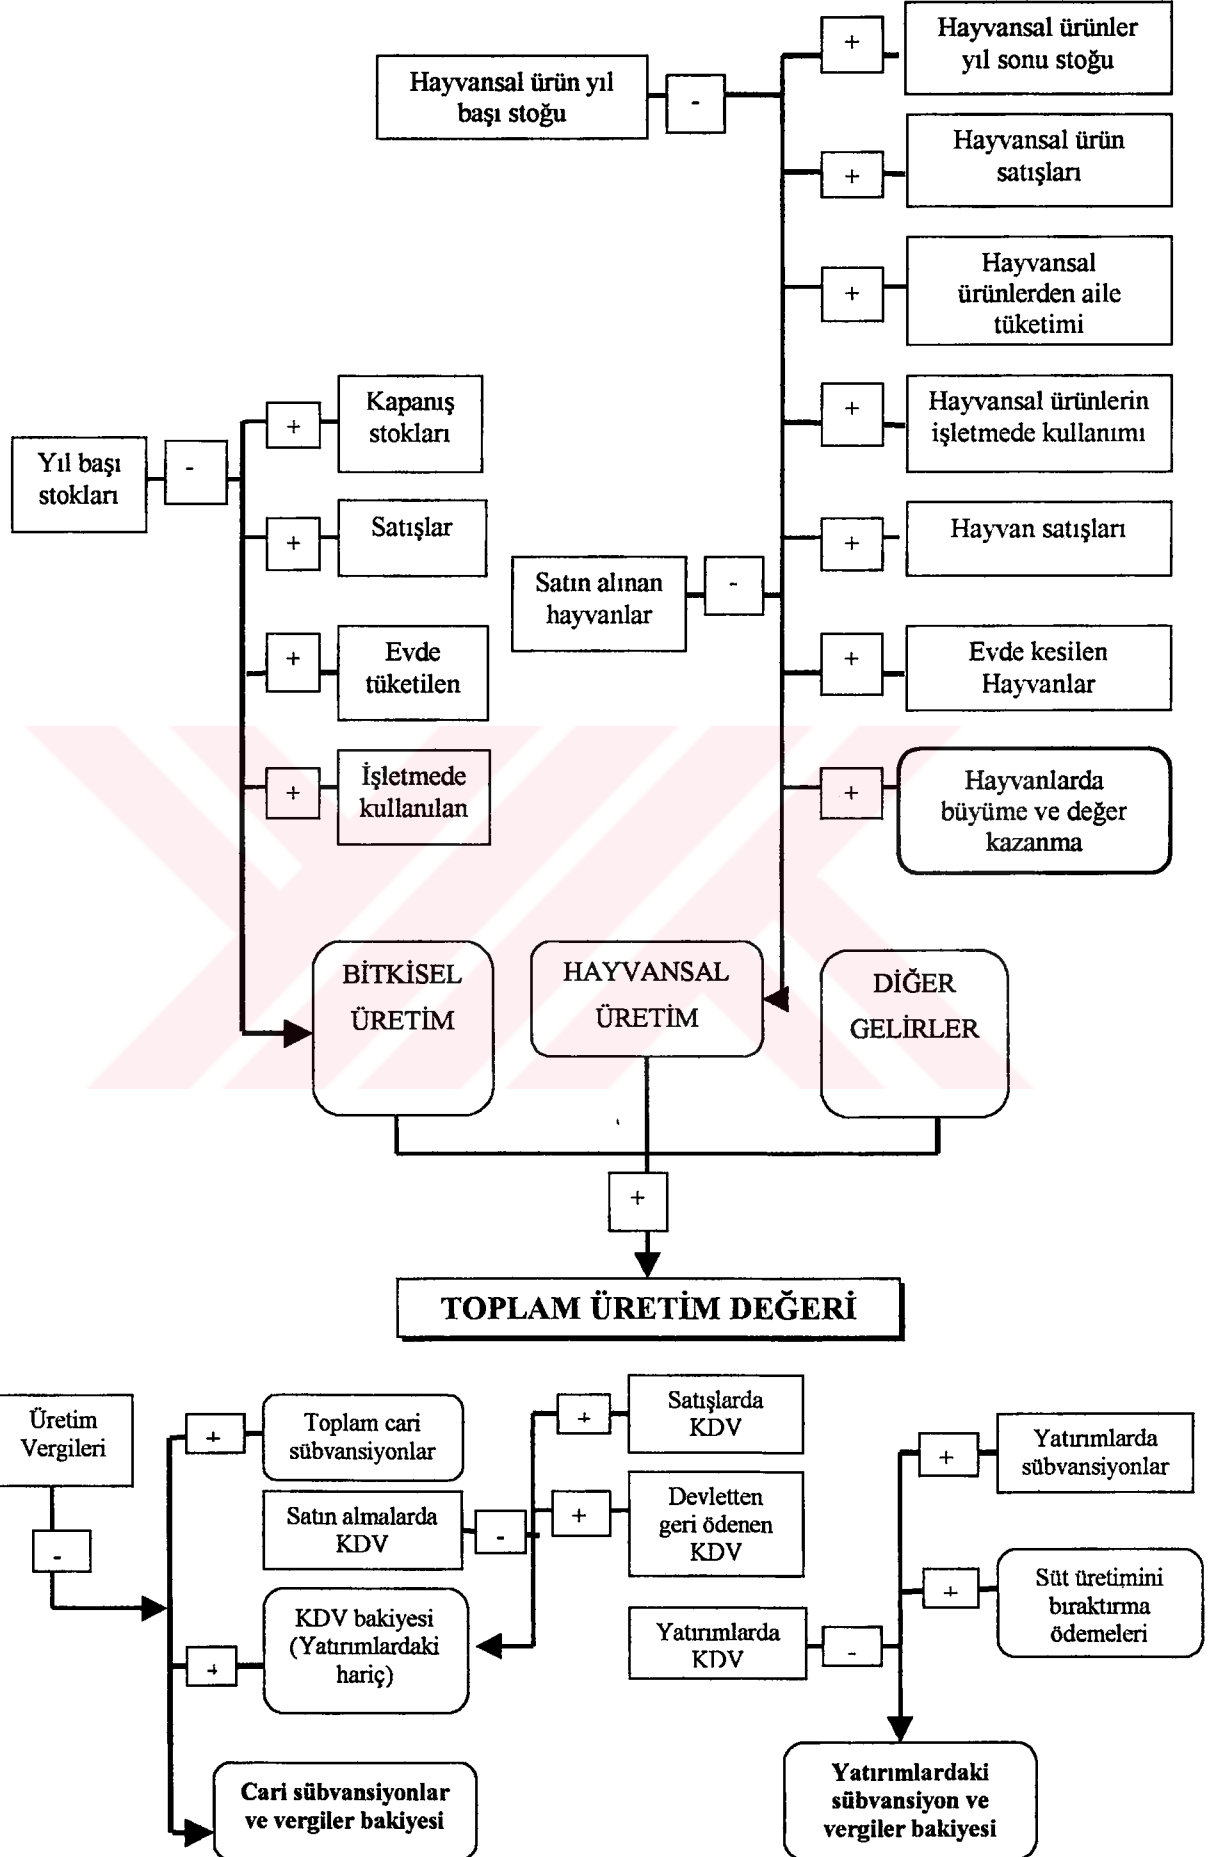 Hayvansal ürün yıl
başı stoğu
-
+
Hayvansal ürünler
yıl sonu stoğu
+
Hayvansal ürün
satışları
+
Hayvansal
ürünlerden aile
tüketimi
+
Hayvansal ürünlerin
işletmede kullanımı
+
Hayvan satışları
Satın alınan
hayvanlar
-
+
Evde kesilen
Hayvanlar
+
Hayvanlarda
büyüme ve değer
kazanma
Yıl başı
stokları
-
+
Kapanış
stokları
+
Satışlar
+
Evde
tüketilen
+
İşletmede
kullanılan
BİTKİSEL
ÜRETİM
HAYVANSAL
ÜRETİM
DİĞER
GELİRLER
+
TOPLAM ÜRETİM DEĞERİ
Üretim
Vergileri
-
+
Toplam cari
sübvansiyonlar
Satın almalarda
KDV
-
+
Satışlarda
KDV
+
Devletten
geri ödenen
KDV
+
KDV bakiyesi
(Yatırımlardaki
hariç)
Cari sübvansiyonlar
ve vergiler bakiyesi
+
Yatırımlarda
sübvansiyonlar
+
Süt üretimini
bıraktırma
ödemeleri
Yatırımlarda
KDV
-
Yatırımlardaki
sübvansiyon ve
vergiler bakiyesi